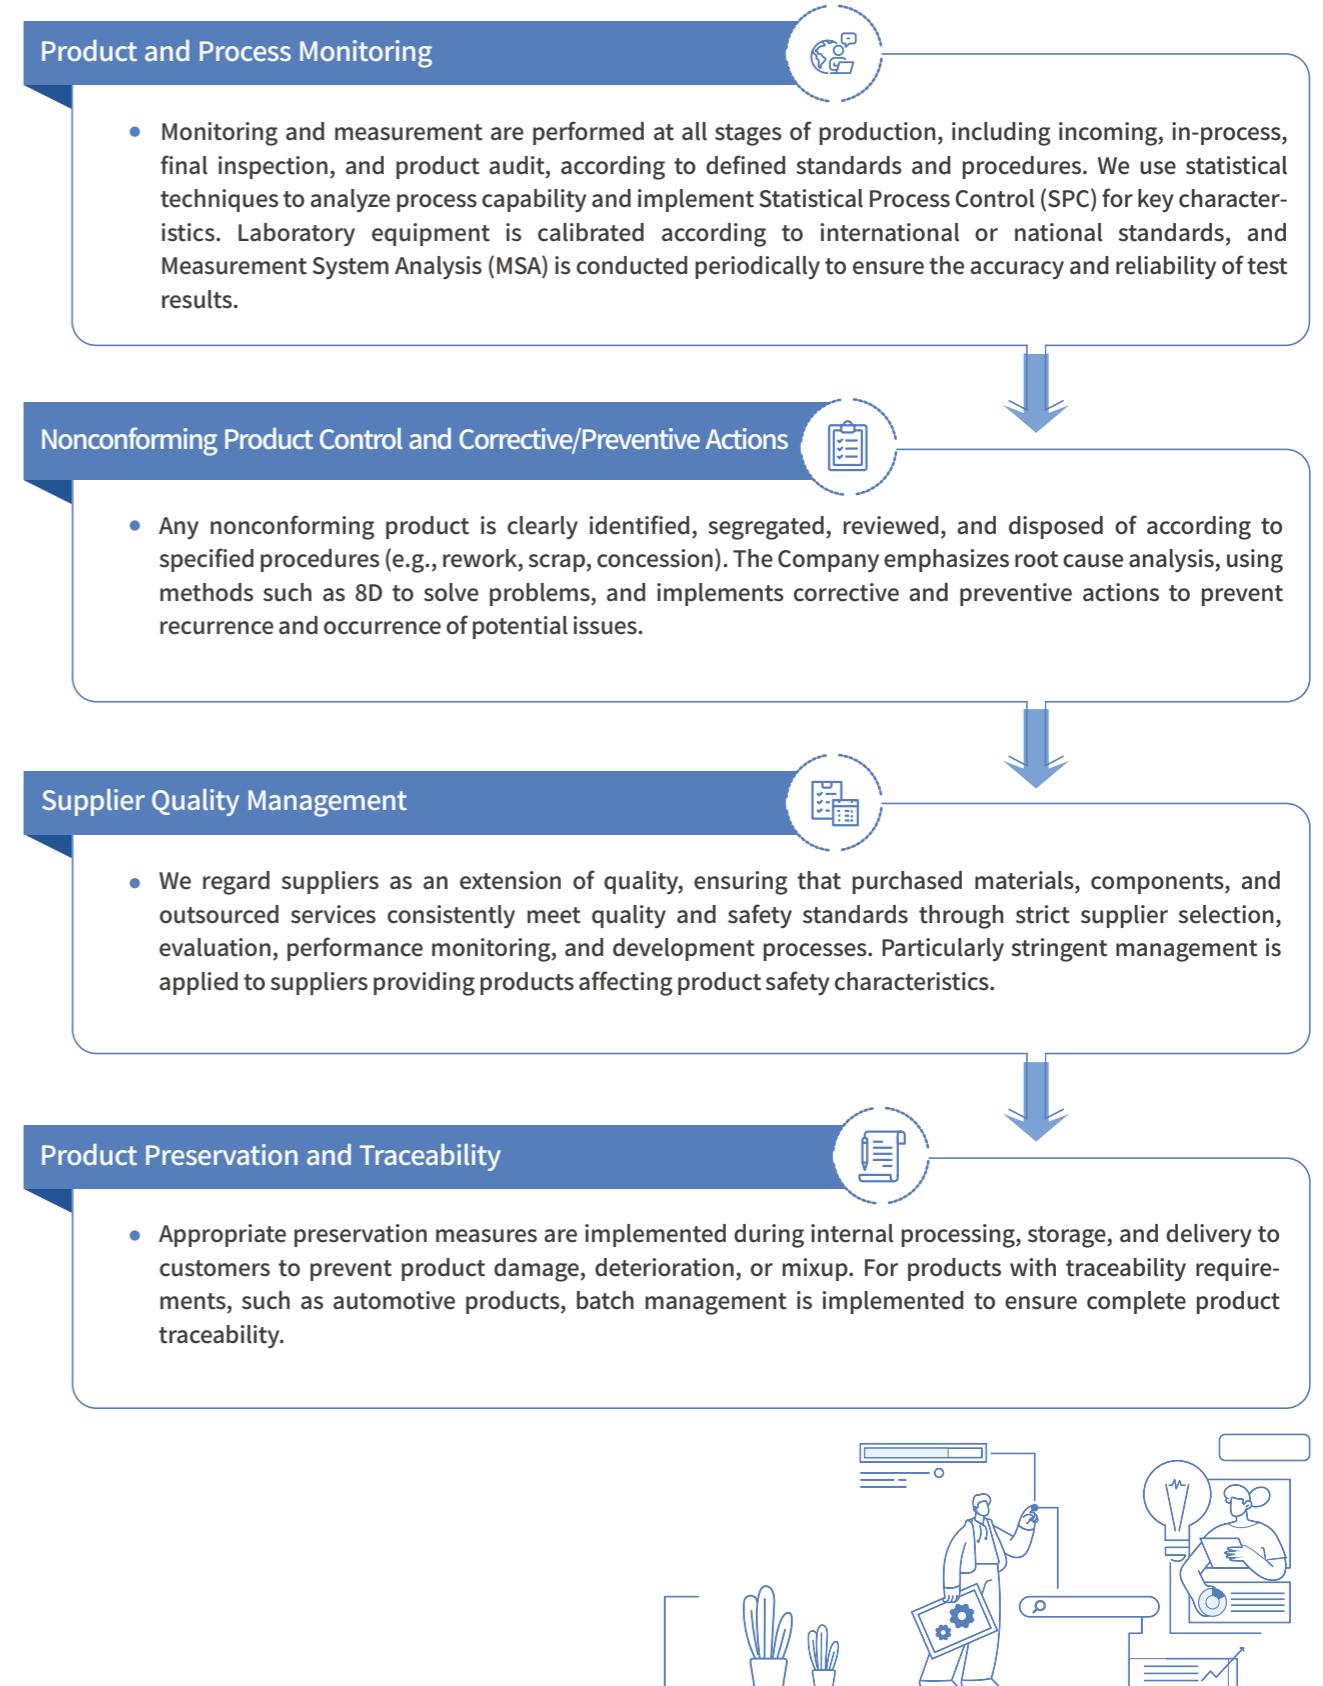 Product and Process Monitoring
• Monitoring and measurement are performed at all stages of production, including incoming, in-process,
final inspection, and product audit, according to defined standards and procedures. We use statistical
techniques to analyze process capability and implement Statistical Process Control (SPC) for key character-
istics. Laboratory equipment is calibrated according to international or national standards, and
Measurement System Analysis (MSA) is conducted periodically to ensure the accuracy and reliability of test
results.
Nonconforming Product Control and Corrective/Preventive Actions
• Any nonconforming product is clearly identified, segregated, reviewed, and disposed of according to
specified procedures (e.g., rework, scrap, concession). The Company emphasizes root cause analysis, using
methods such as 8D to solve problems, and implements corrective and preventive actions to prevent
recurrence and occurrence of potential issues.
Supplier Quality Management
• We regard suppliers as an extension of quality, ensuring that purchased materials, components, and
outsourced services consistently meet quality and safety standards through strict supplier selection,
evaluation, performance monitoring, and development processes. Particularly stringent management is
applied to suppliers providing products affecting product safety characteristics.
Product Preservation and Traceability
• Appropriate preservation measures are implemented during internal processing, storage, and delivery to
customers to prevent product damage, deterioration, or mixup. For products with traceability require-
ments, such as automotive products, batch management is implemented to ensure complete product
traceability.